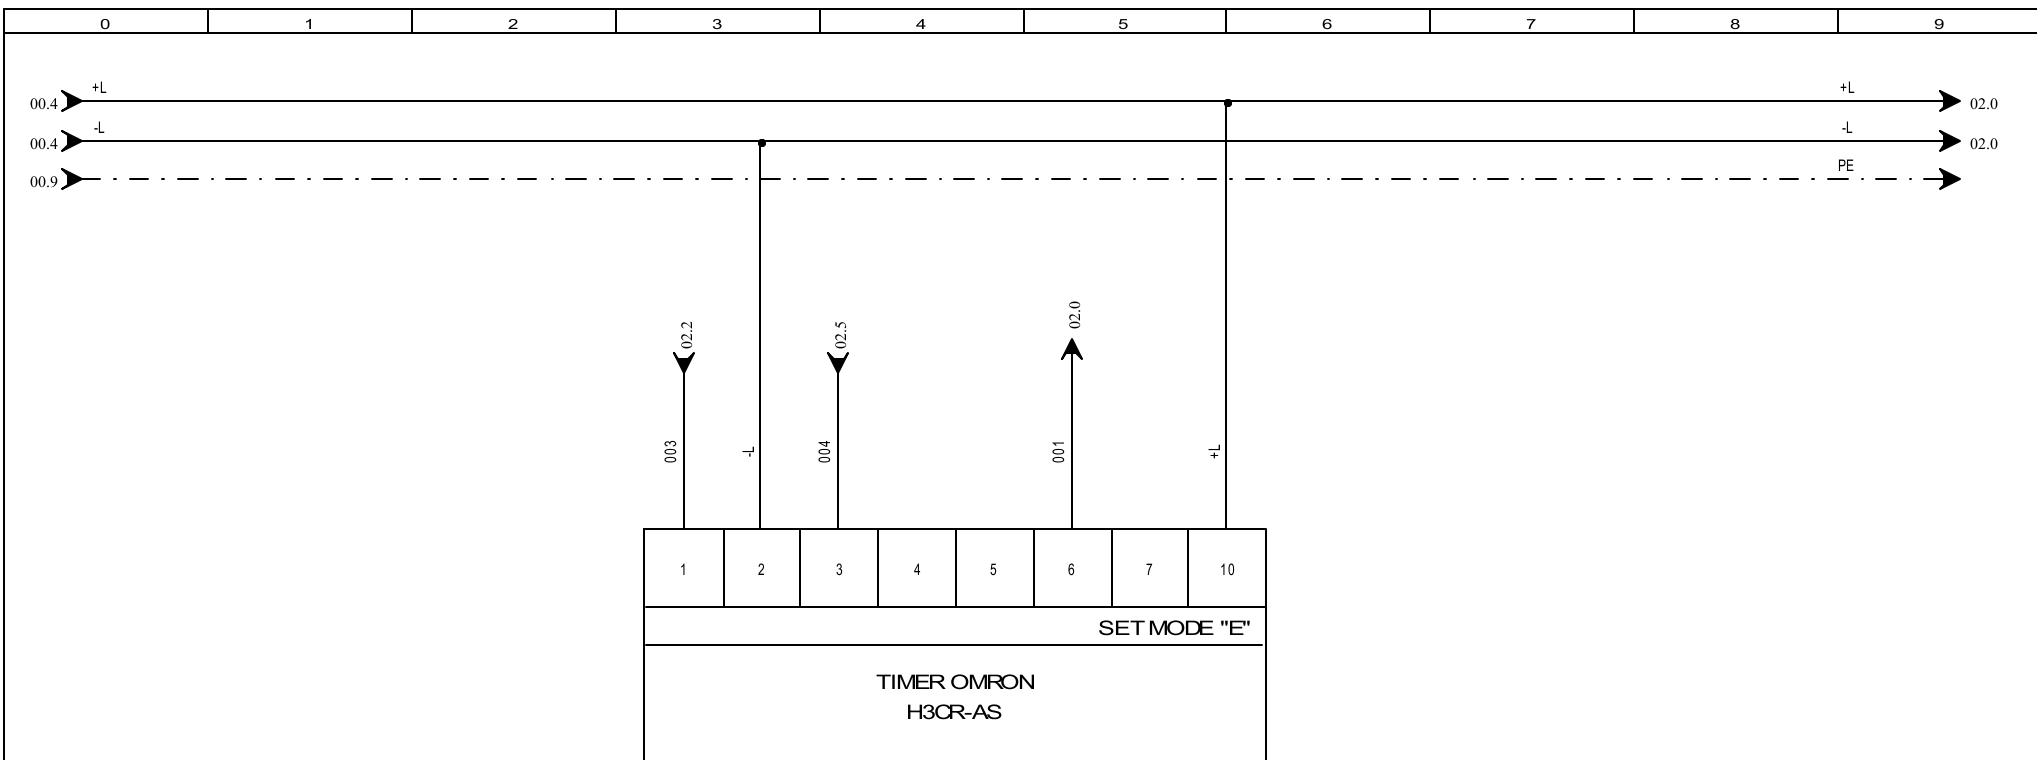 0 1 2 3 4 5 6 7 8 9
+L +L
00.4 02.0
-L -L
00.4 02.0
PE
00.9
02.2 02.5 02.0
003 -L 004 001 +L
1 2 3 4 5 6 7 10
SET MODE "E"
TIMER OMRON
H3CR-AS